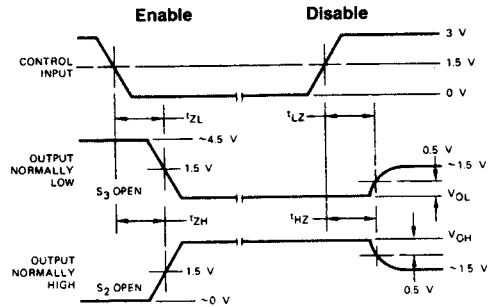 Enable
Disable
CONTROL
INPUT
3 V
1.5 V
0 V
tZL
tLZ
~4.5 V
OUTPUT
NORMALLY
LOW
1.5 V
S3 OPEN
0.5 V
~1.5 V
VOL
tZH
tHZ
VOH
OUTPUT
NORMALLY
HIGH
S2 OPEN
1.5 V
~0 V
0.5 V
~1.5 V